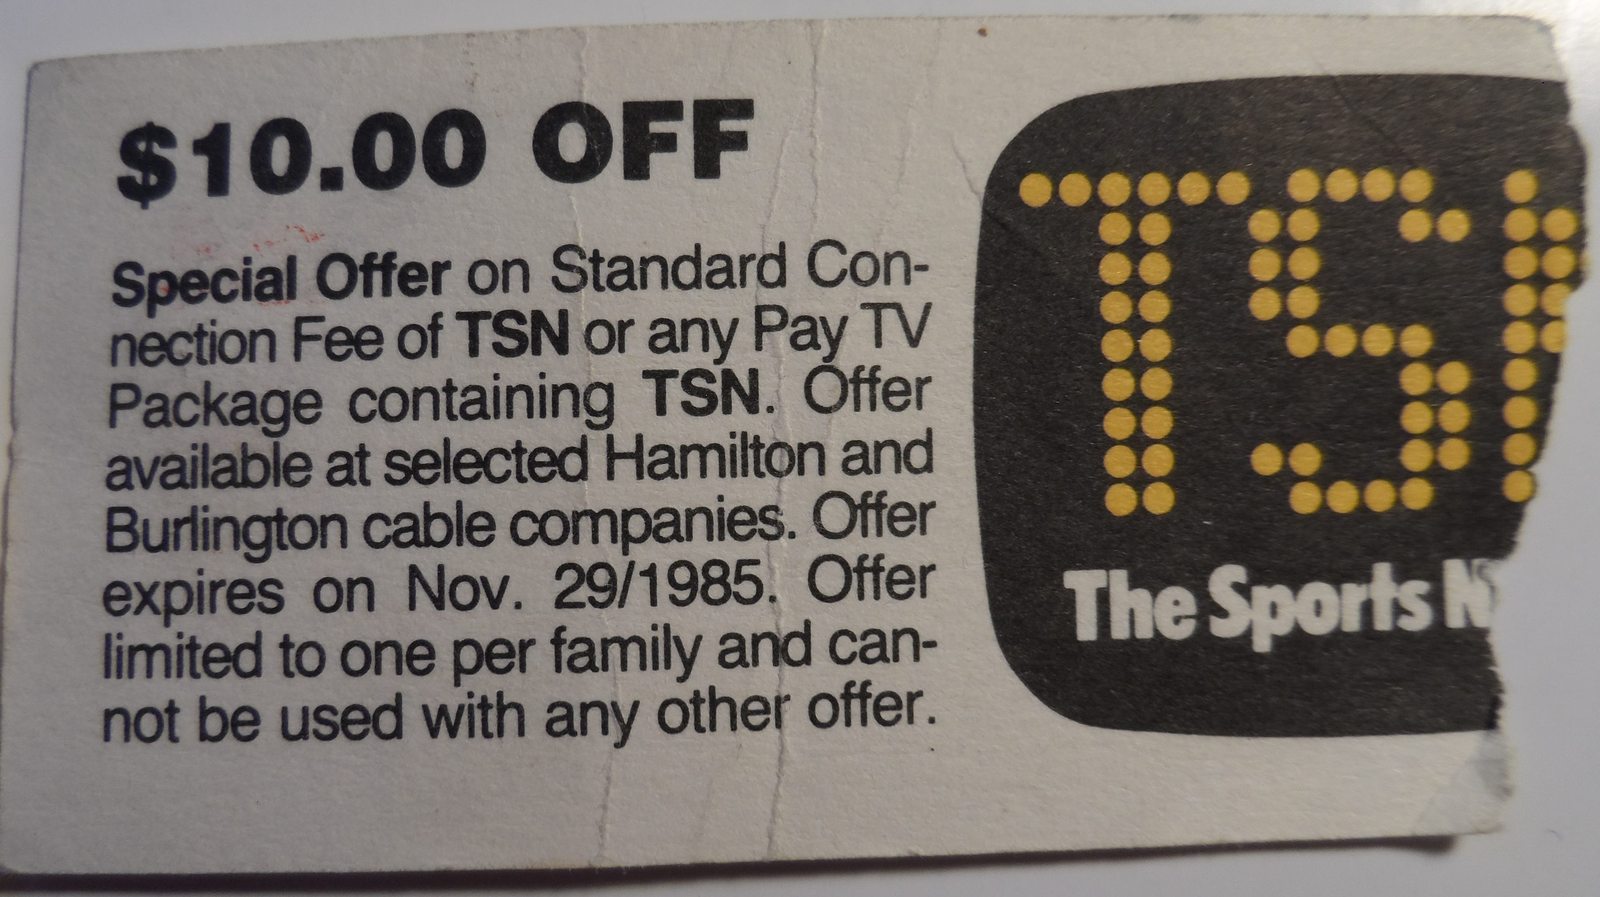 $10.00 OFF
Special Offer on Standard Con-
nection Fee of TSN or any Pay TV
Package containing TSN. Offer
available at selected Hamilton and
Burlington cable companies. Offer
expires on Nov. 29/1985. Offer
limited to one per family and can-
not be used with any other offer.
TS
The Sports